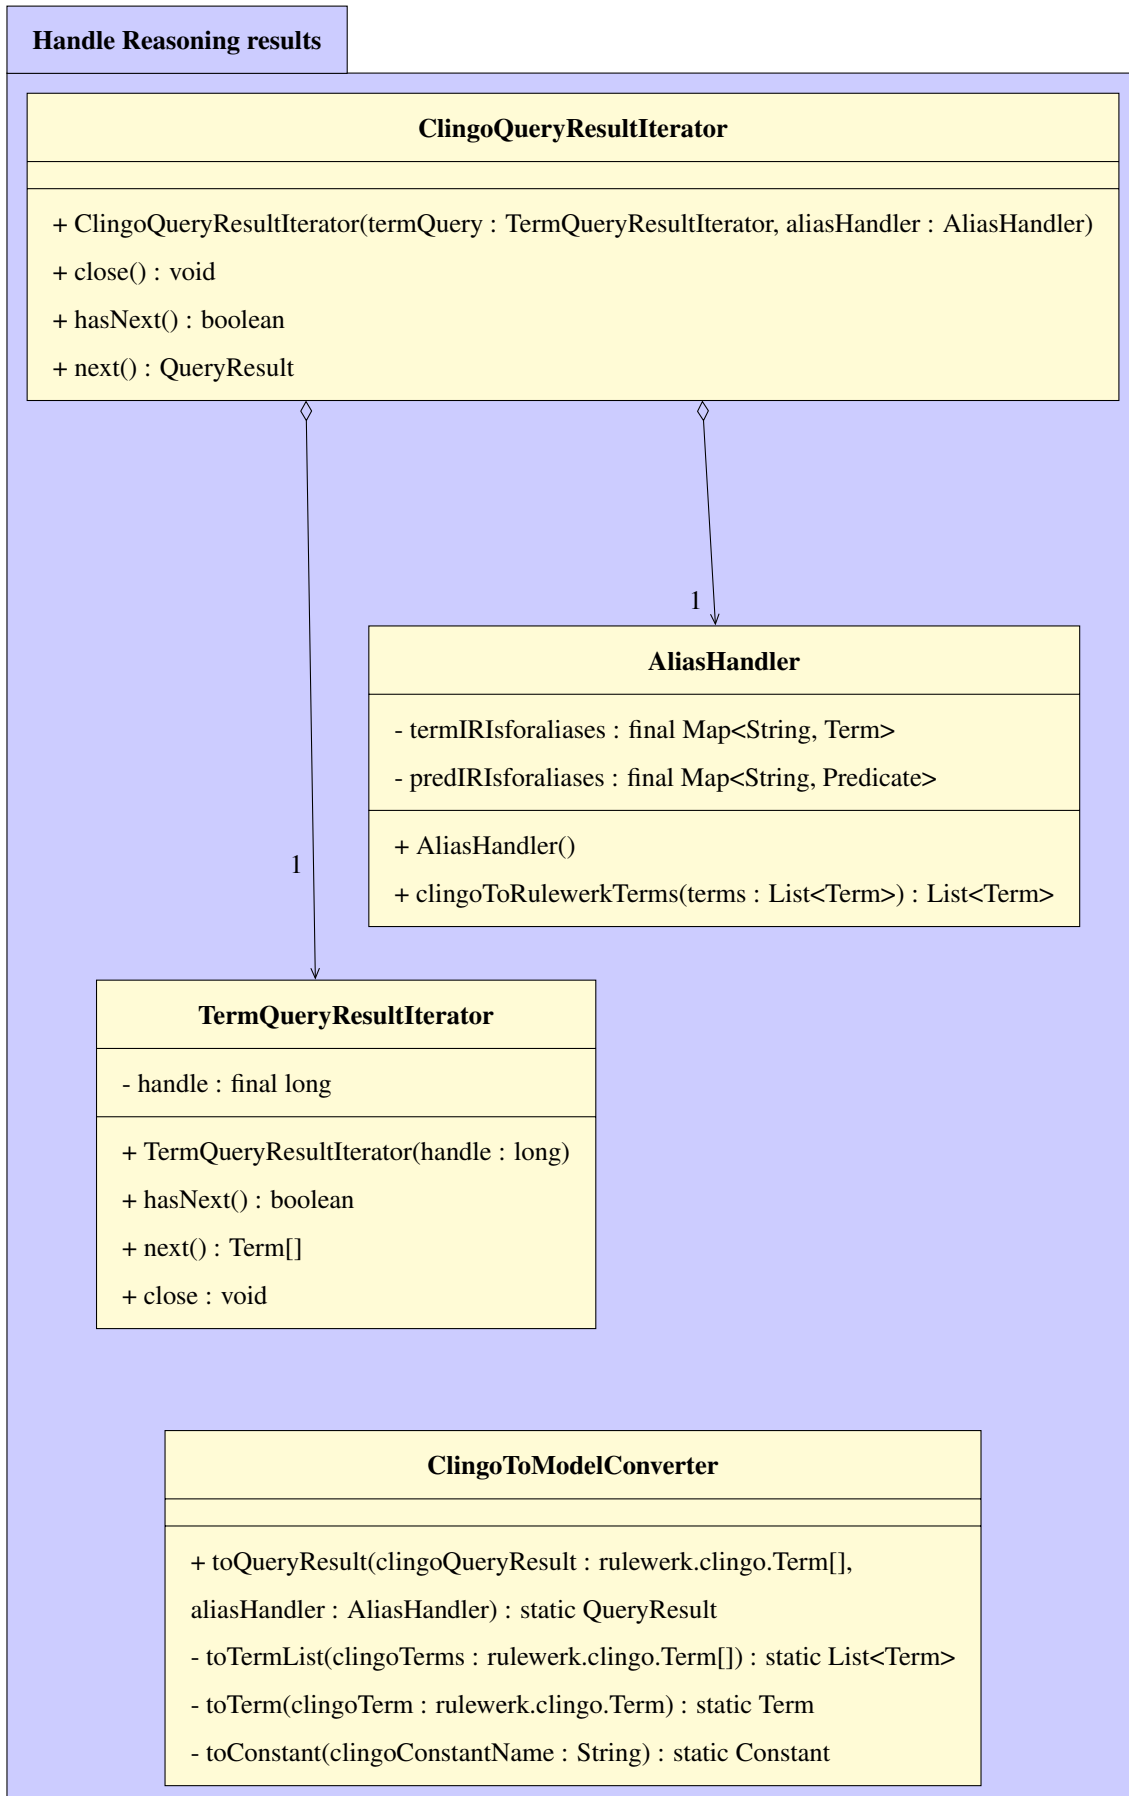 Handle Reasoning results
ClingoQueryResultIterator
+ ClingoQueryResultIterator(termQuery : TermQueryResultIterator, aliasHandler : AliasHandler)
+ close() : void
+ hasNext() : boolean
+ next() : QueryResult
1
AliasHandler
- termIRIsforaliases : final Map<String, Term>
- predIRIsforaliases : final Map<String, Predicate>
+ AliasHandler()
+ clingoToRulewerkTerms(terms : List<Term>) : List<Term>
1
TermQueryResultIterator
- handle : final long
+ TermQueryResultIterator(handle : long)
+ hasNext() : boolean
+ next() : Term[]
+ close : void
ClingoToModelConverter
+ toQueryResult(clingoQueryResult : rulewerk.clingo.Term[],
aliasHandler : AliasHandler) : static QueryResult
- toTermList(clingoTerms : rulewerk.clingo.Term[]) : static List<Term>
- toTerm(clingoTerm : rulewerk.clingo.Term) : static Term
- toConstant(clingoConstantName : String) : static Constant